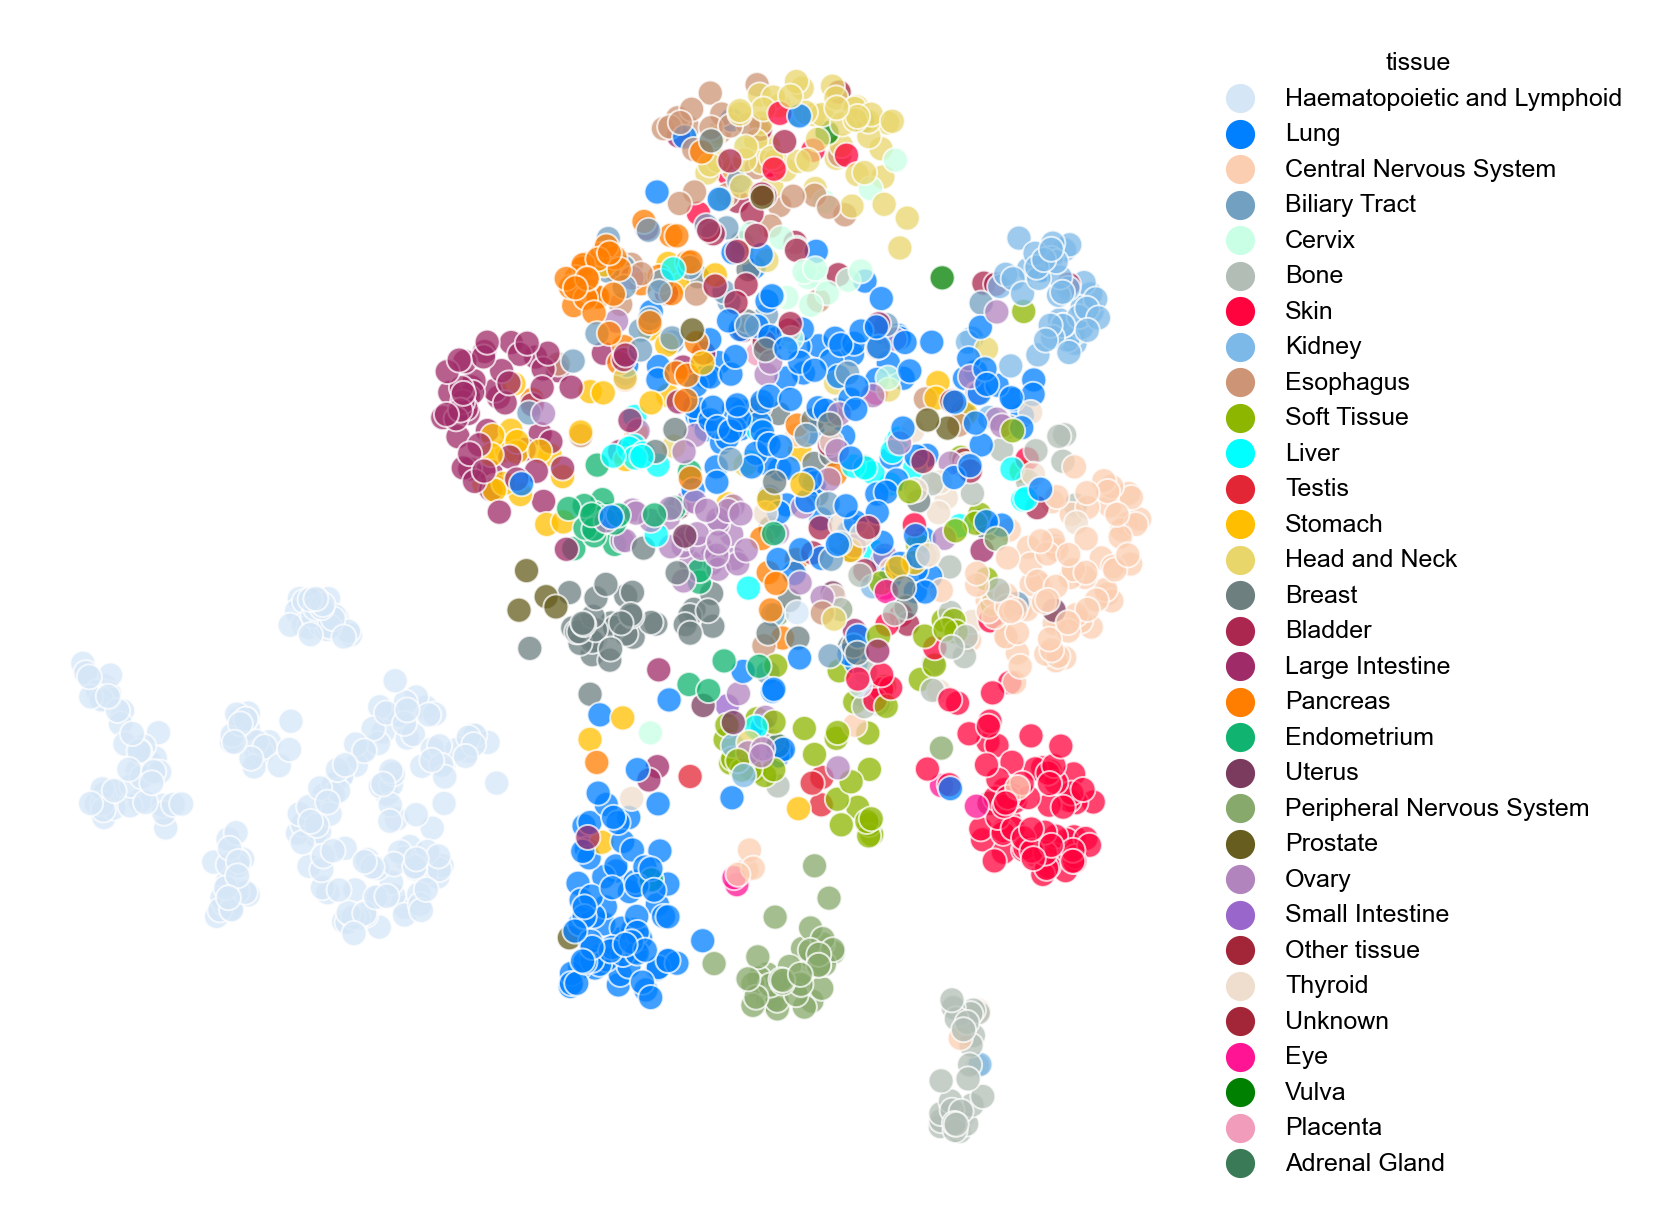 tissue
Haematopoietic and Lymphoid
Lung
Central Nervous System
Biliary Tract
Cervix
Bone
Skin
Kidney
Esophagus
Soft Tissue
Liver
Testis
Stomach
Head and Neck
Breast
Bladder
Large Intestine
Pancreas
Endometrium
Uterus
Peripheral Nervous System
Prostate
Ovary
Small Intestine
Other tissue
Thyroid
Unknown
Eye
Vulva
Placenta
Adrenal Gland